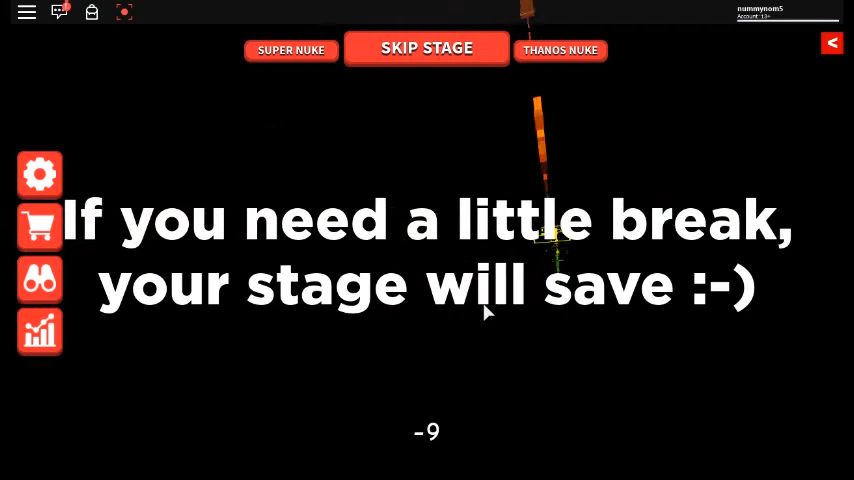 nummynom5
Account: 13+
SUPER NUKE
SKIP STAGE
THANOS NUKE
<
If you need a little break,
your stage will save :-)
-9